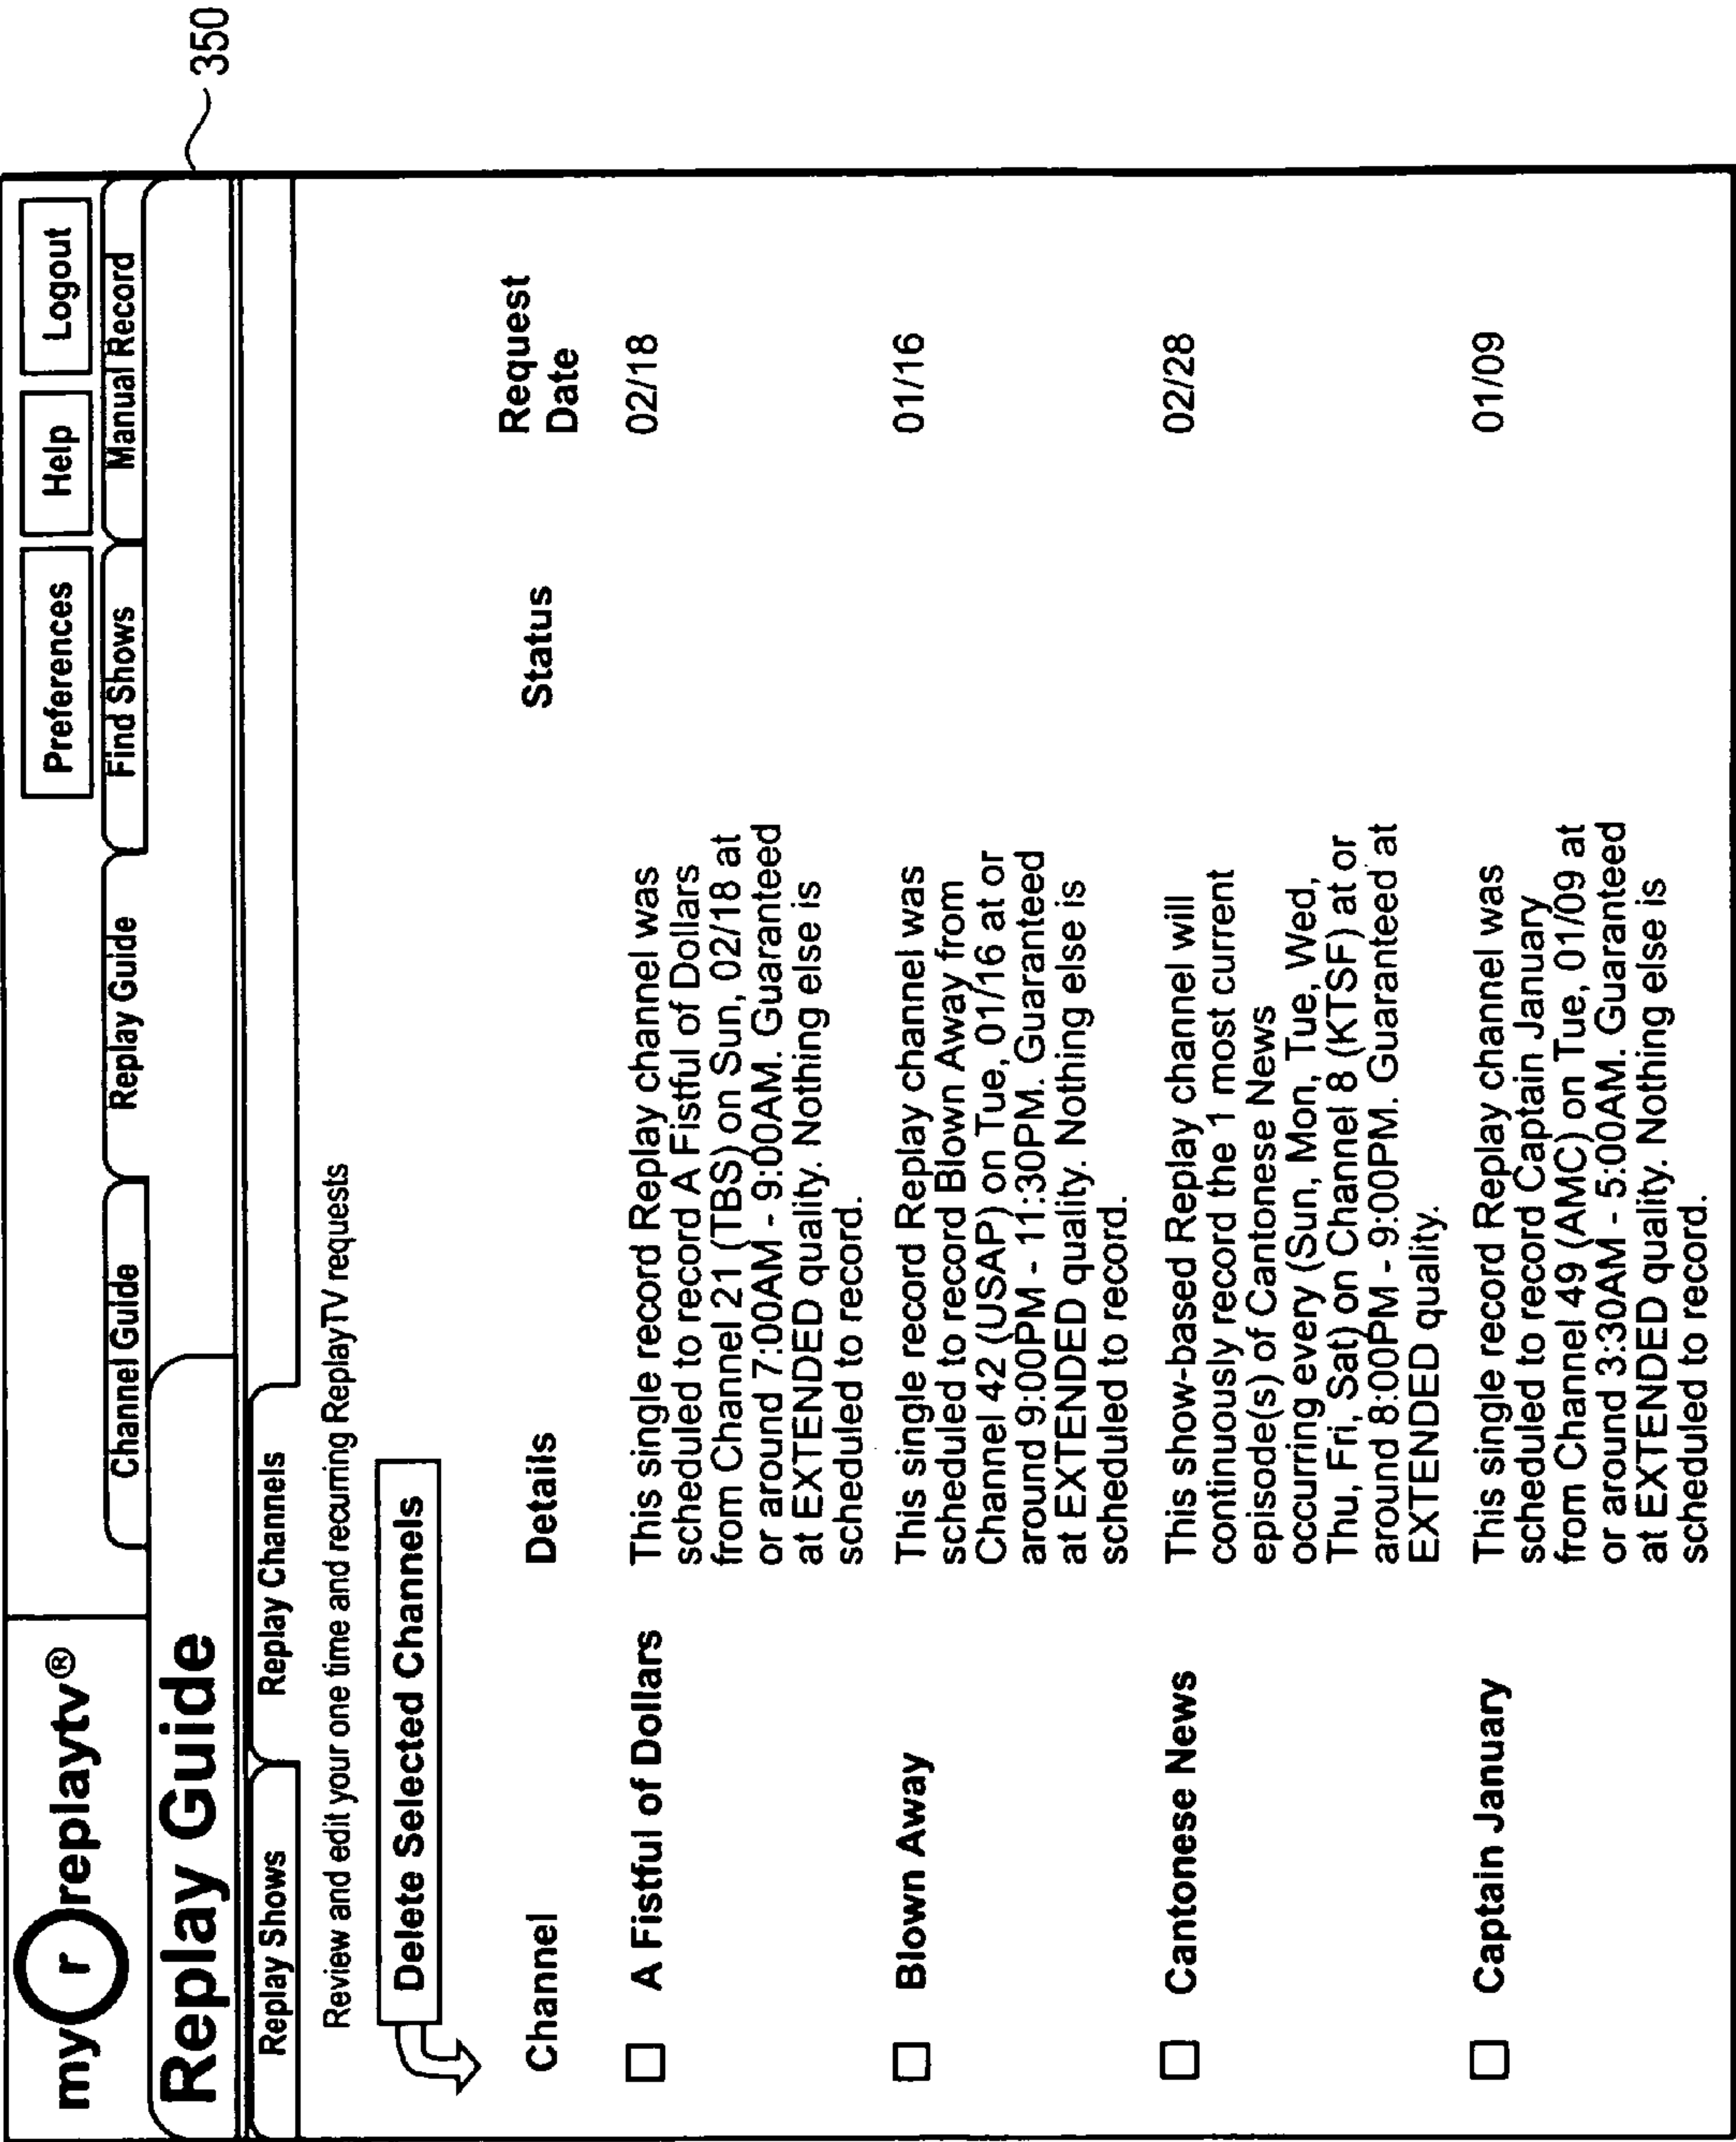 my r replaytv®
Preferences
Help
Logout
Channel Guide
Replay Guide
Find Shows
Manual Record
Replay Guide
350
Replay Shows
Replay Channels
Review and edit your one time and recurring ReplayTV requests
Delete Selected Channels
Channel
Details
Status
Request
Date
A Fistful of Dollars
This single record Replay channel was
scheduled to record A Fistful of Dollars
from Channel 21 (TBS) on Sun, 02/18 at
or around 7:00AM - 9:00AM. Guaranteed
at EXTENDED quality. Nothing else is
scheduled to record.
02/18
Blown Away
This single record Replay channel was
scheduled to record Blown Away from
Channel 42 (USAP) on Tue, 01/16 at or
around 9:00PM - 11:30PM. Guaranteed
at EXTENDED quality. Nothing else is
scheduled to record.
01/16
Cantonese News
This show-based Replay channel will
continuously record the 1 most current
episode(s) of Cantonese News
occurring every (Sun, Mon, Tue, Wed,
Thu, Fri, Sat) on Channel 8 (KTSF) at or
around 8:00PM - 9:00PM. Guaranteed at
EXTENDED quality.
02/28
Captain January
This single record Replay channel was
scheduled to record Captain January
from Channel 49 (AMC) on Tue, 01/09 at
or around 3:30AM - 5:00AM. Guaranteed
at EXTENDED quality. Nothing else is
scheduled to record.
01/09